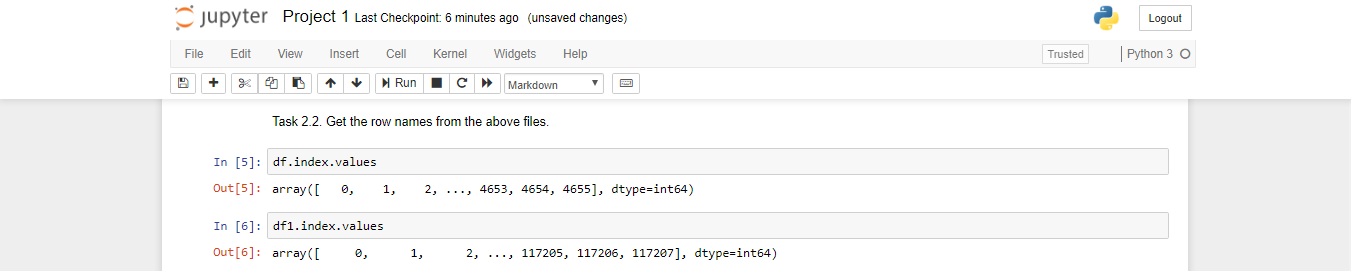 jupyter Project 1 Last Checkpoint: 6 minutes ago (unsaved changes) Logout
File Edit View Insert Cell Kernel Widgets Help Trusted Python 3
Run Markdown
Task 2.2. Get the row names from the above files.
In [5]: df.index.values
Out[5]: array([   0,    1,    2, ..., 4653, 4654, 4655], dtype=int64)
In [6]: df1.index.values
Out[6]: array([     0,      1,      2, ..., 117205, 117206, 117207], dtype=int64)